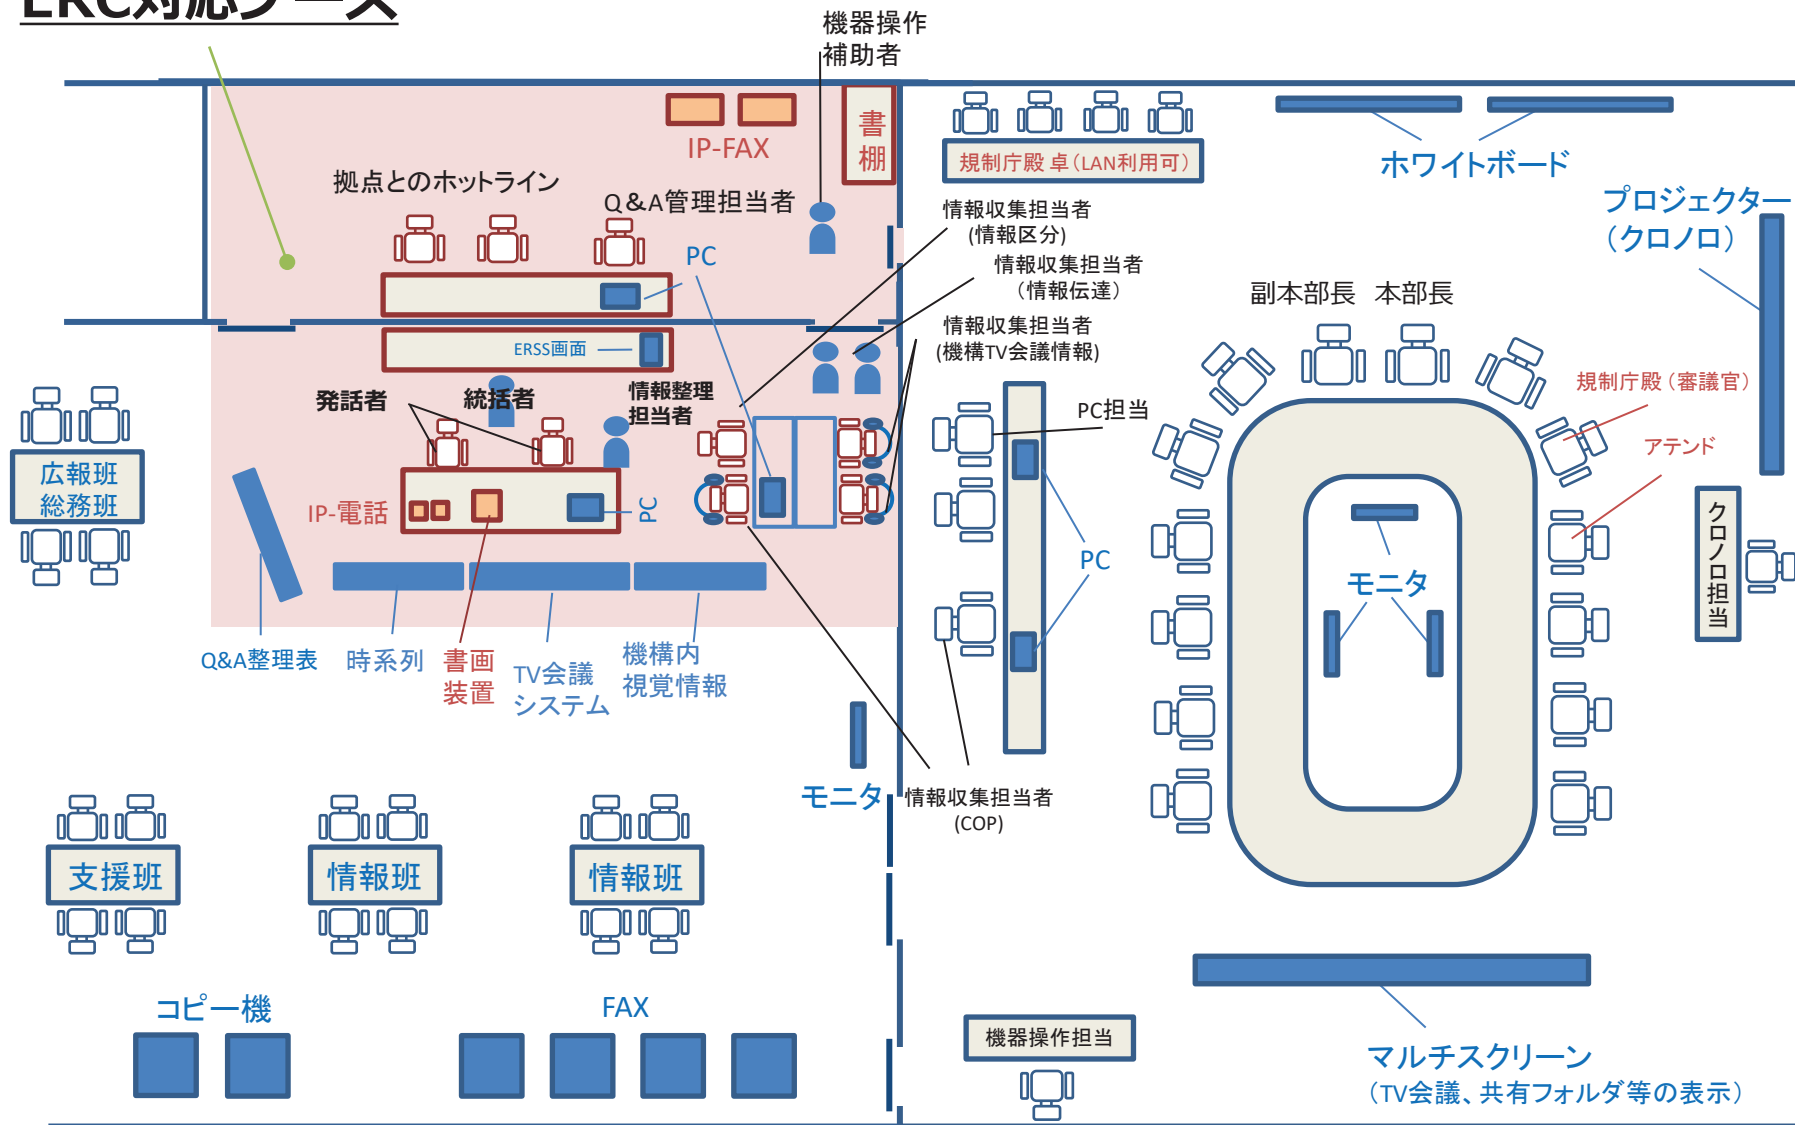 ERC対応ブース
機器操作
補助者
書
棚
IP-FAX
拠点とのホットライン
Q&A管理担当者
PC
ERSS画面
発話者
統括者
情報整理
担当者
IP-電話
PC
Q&A整理表
時系列
書画
装置
TV会議
システム
機構内
視覚情報
広報班
総務班
モニタ
支援班
情報班
情報班
コピー機
FAX
規制庁殿 卓(LAN利用可)
情報収集担当者
(情報区分)
情報収集担当者
(情報伝達)
情報収集担当者
(機構TV会議情報)
PC担当
PC
情報収集担当者
(COP)
機器操作担当
ホワイトボード
プロジェクター
(クロノロ)
副本部長 本部長
規制庁殿(審議官)
アテンド
モニタ
クロノロ担当
マルチスクリーン
(TV会議、共有フォルダ等の表示)